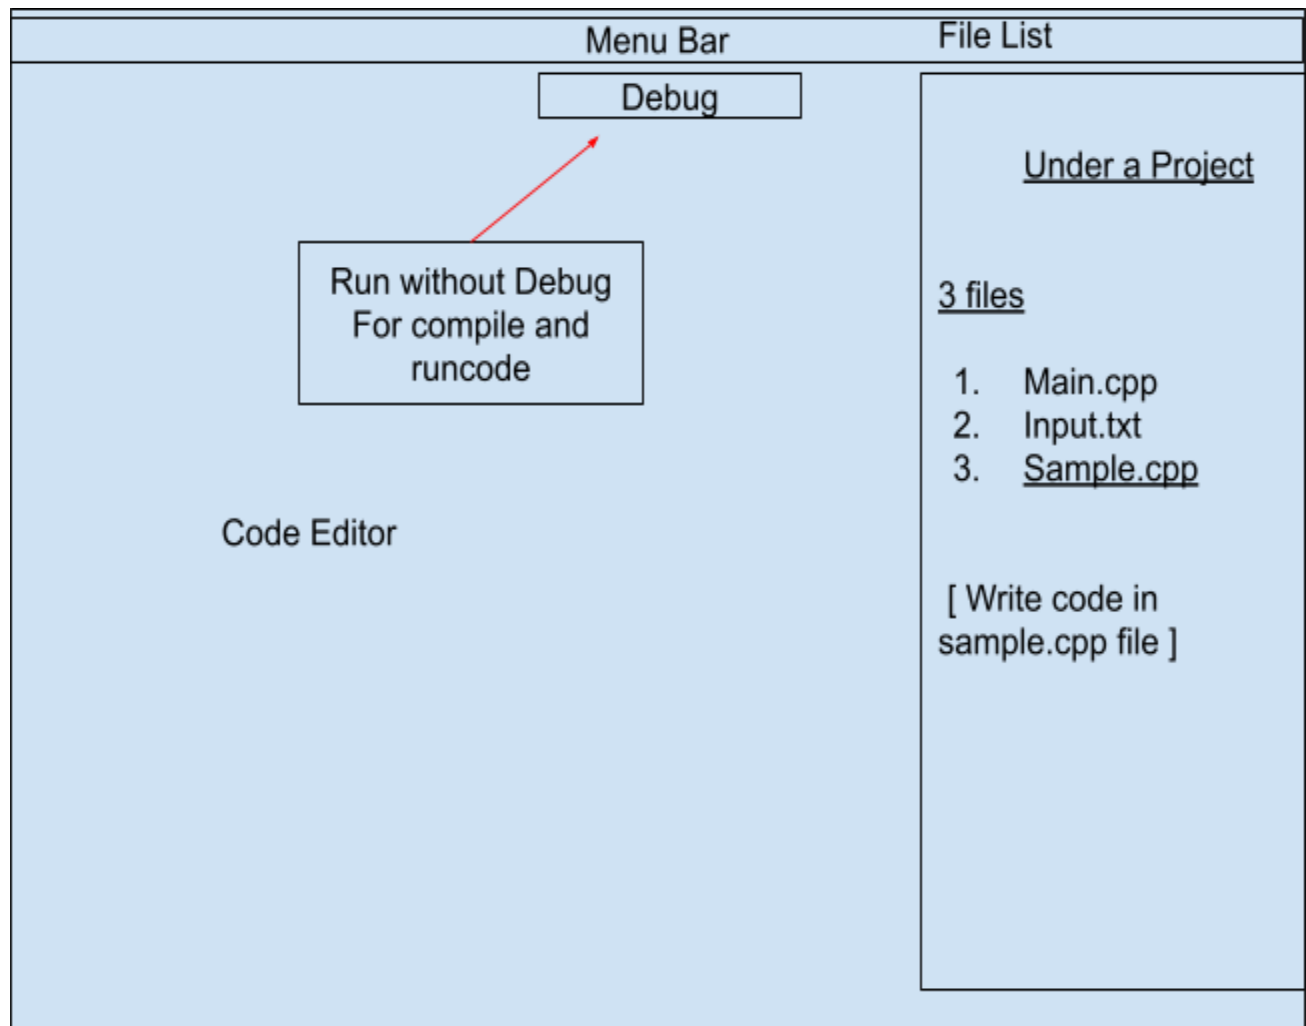 Menu Bar
File List
Debug
Run without Debug
For compile and
runcode
Code Editor
Under a Project
3 files
1. Main.cpp
2. Input.txt
3. Sample.cpp
[ Write code in
sample.cpp file ]